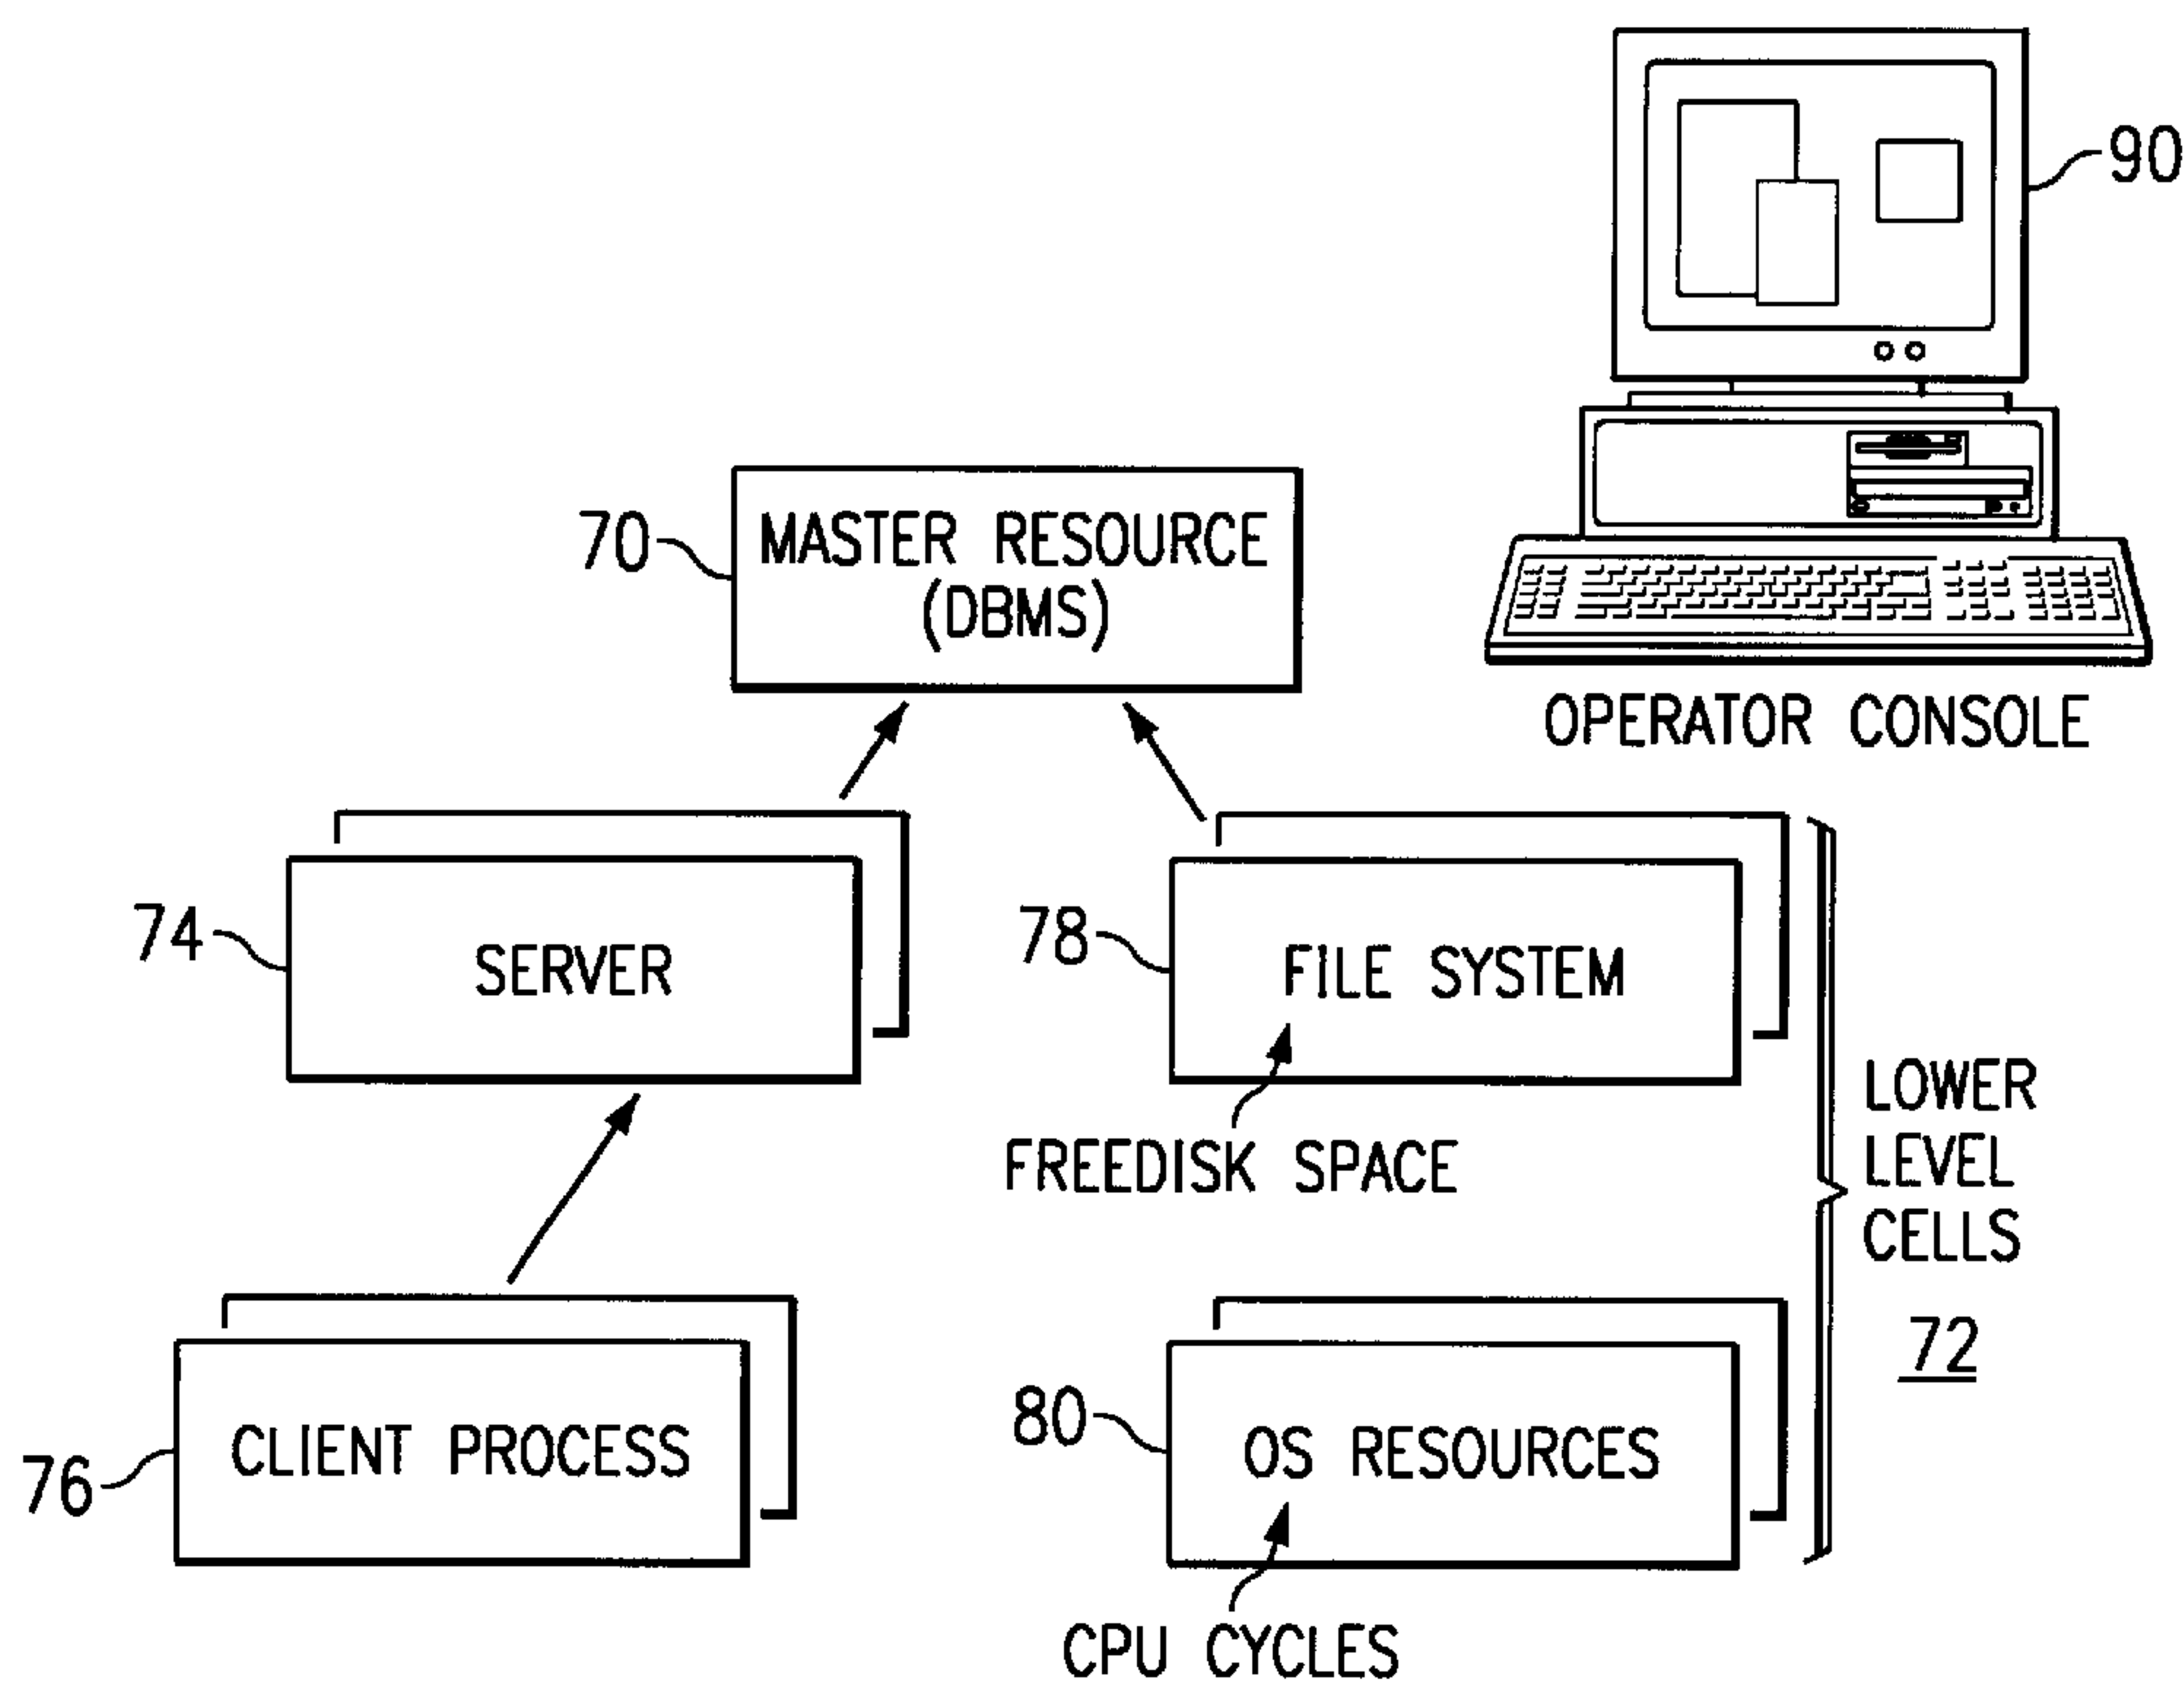 90
70
MASTER RESOURCE
(DBMS)
OPERATOR CONSOLE
74
SERVER
78
FILE SYSTEM
FREEDISK SPACE
LOWER
LEVEL
CELLS
72
76
CLIENT PROCESS
80
OS RESOURCES
CPU CYCLES